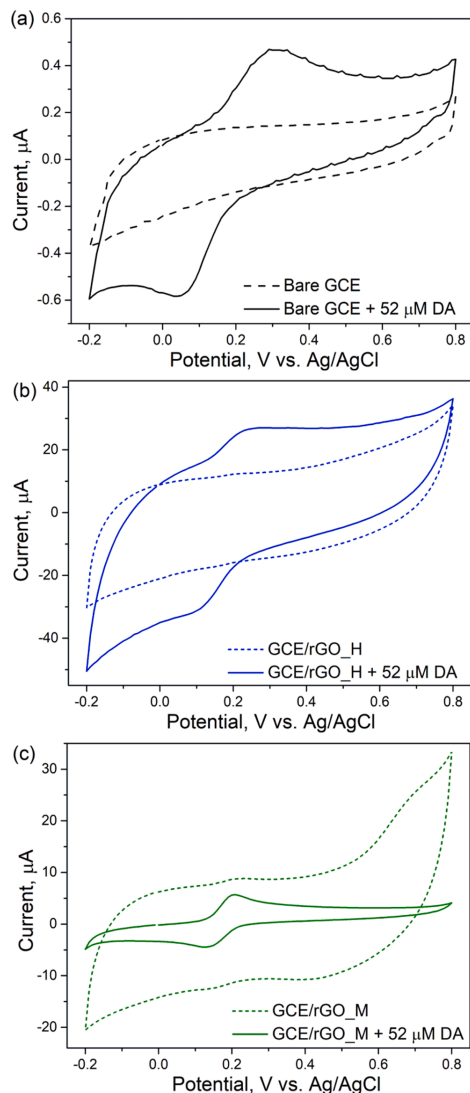 (a)
0.6
0.4
0.2
0.0
-0.2
-0.4
-0.6
Current, μA
Bare GCE
Bare GCE + 52 μM DA
-0.2 0.0 0.2 0.4 0.6 0.8
Potential, V vs. Ag/AgCl
(b)
40
20
0
-20
-40
Current, μA
GCE/rGO_H
GCE/rGO_H + 52 μM DA
-0.2 0.0 0.2 0.4 0.6 0.8
Potential, V vs. Ag/AgCl
(c)
30
20
10
0
-10
-20
Current, μA
GCE/rGO_M
GCE/rGO_M + 52 μM DA
-0.2 0.0 0.2 0.4 0.6 0.8
Potential, V vs. Ag/AgCl